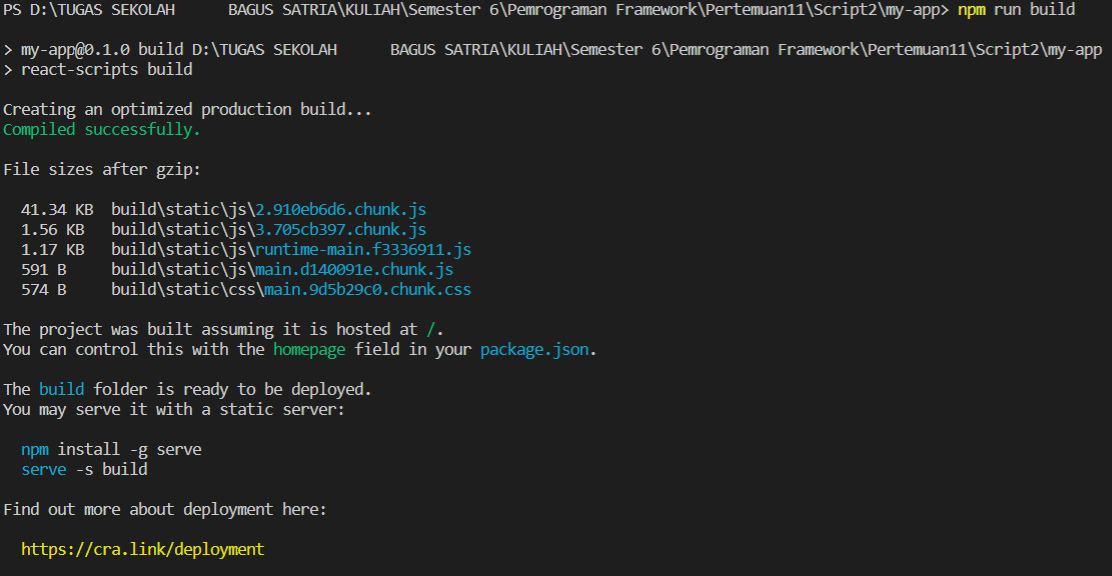 PS D:\TUGAS SEKOLAH      BAGUS SATRIA\KULIAH\Semester 6\Pemrograman Framework\Pertemuan11\Script2\my-app> npm run build
> my-app@0.1.0 build D:\TUGAS SEKOLAH      BAGUS SATRIA\KULIAH\Semester 6\Pemrograman Framework\Pertemuan11\Script2\my-app
> react-scripts build
Creating an optimized production build...
Compiled successfully.
File sizes after gzip:
41.34 KB  build\static\js\2.910eb6d6.chunk.js
1.56 KB   build\static\js\3.705cb397.chunk.js
1.17 KB   build\static\js\runtime-main.f3336911.js
591 B     build\static\js\main.d140091e.chunk.js
574 B     build\static\css\main.9d5b29c0.chunk.css
The project was built assuming it is hosted at /.
You can control this with the homepage field in your package.json.
The build folder is ready to be deployed.
You may serve it with a static server:
npm install -g serve
serve -s build
Find out more about deployment here:
https://cra.link/deployment